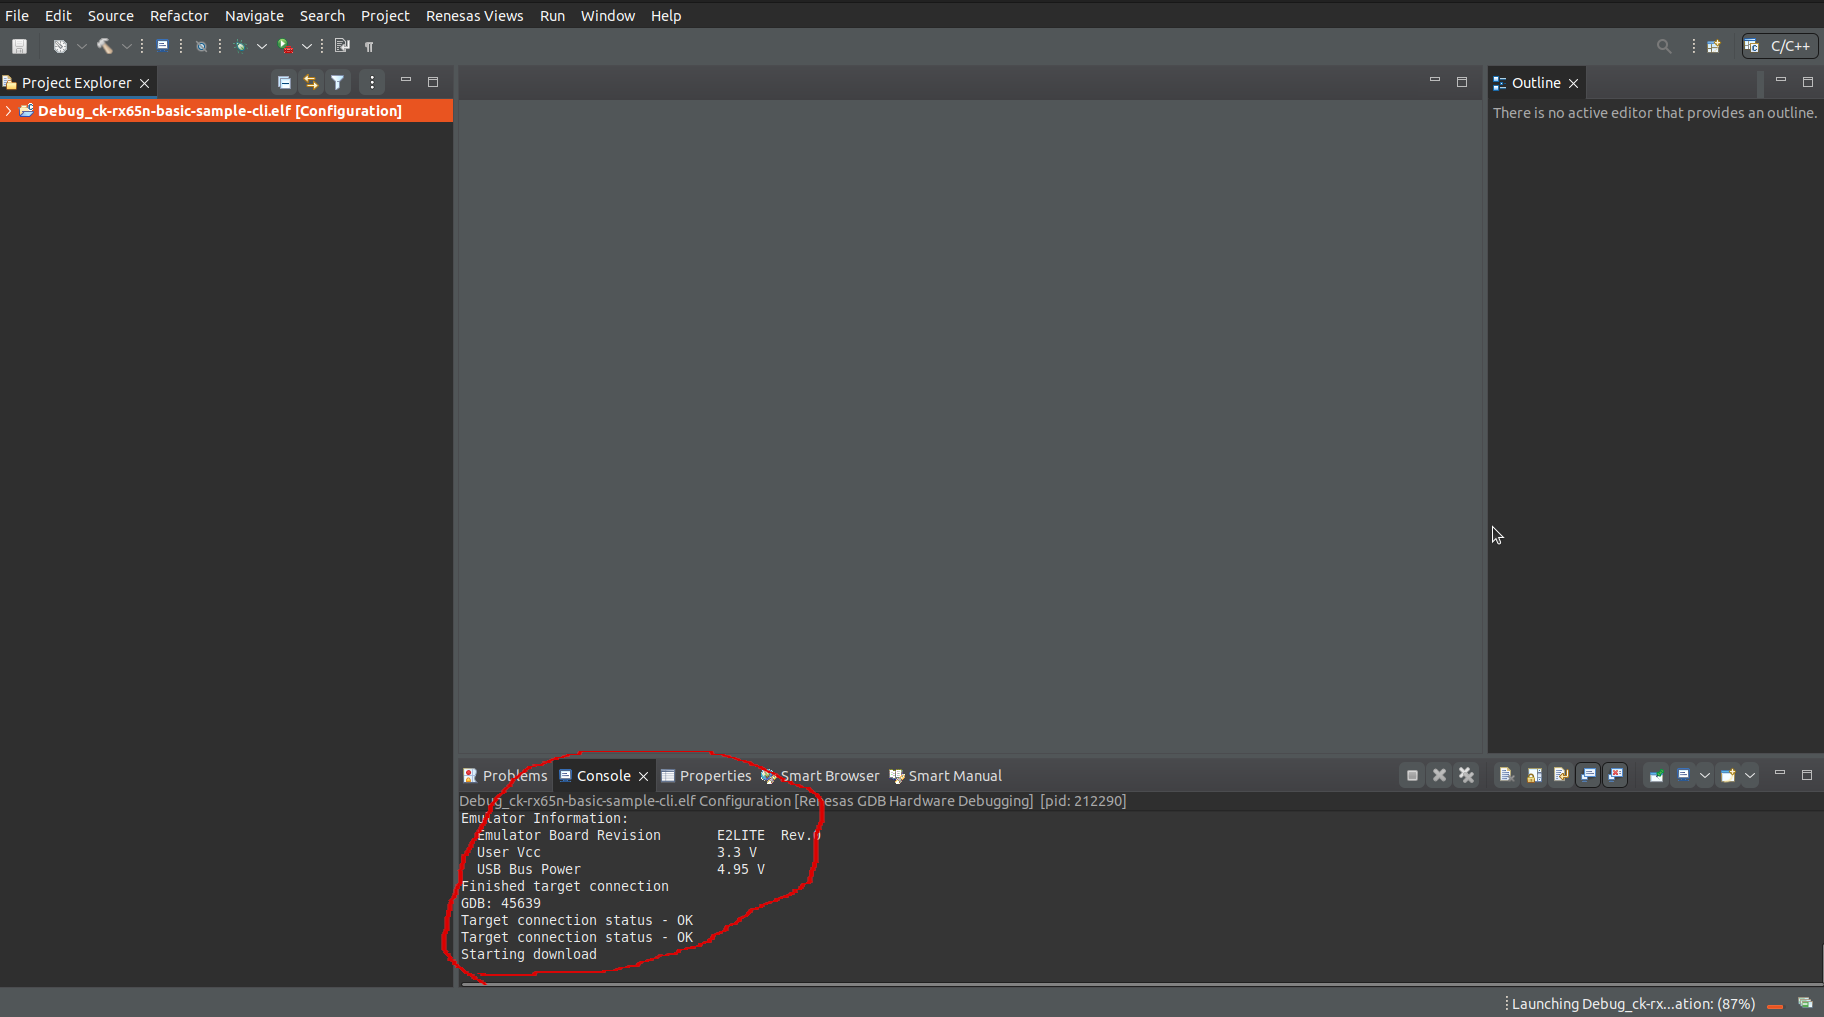 File Edit Source Refactor Navigate Search Project Renesas Views Run Window Help
C/C++
Project Explorer
Debug_ck-rx65n-basic-sample-cli.elf [Configuration]
Outline
There is no active editor that provides an outline.
Problems Console Properties Smart Browser Smart Manual
Debug_ck-rx65n-basic-sample-cli.elf Configuration [Renesas GDB Hardware Debugging] [pid: 212290]
Emulator Information:
Emulator Board Revision E2LITE Rev.0
User Vcc 3.3 V
USB Bus Power 4.95 V
Finished target connection
GDB: 45639
Target connection status - OK
Target connection status - OK
Starting download
Launching Debug_ck-rx...ation: (87%)